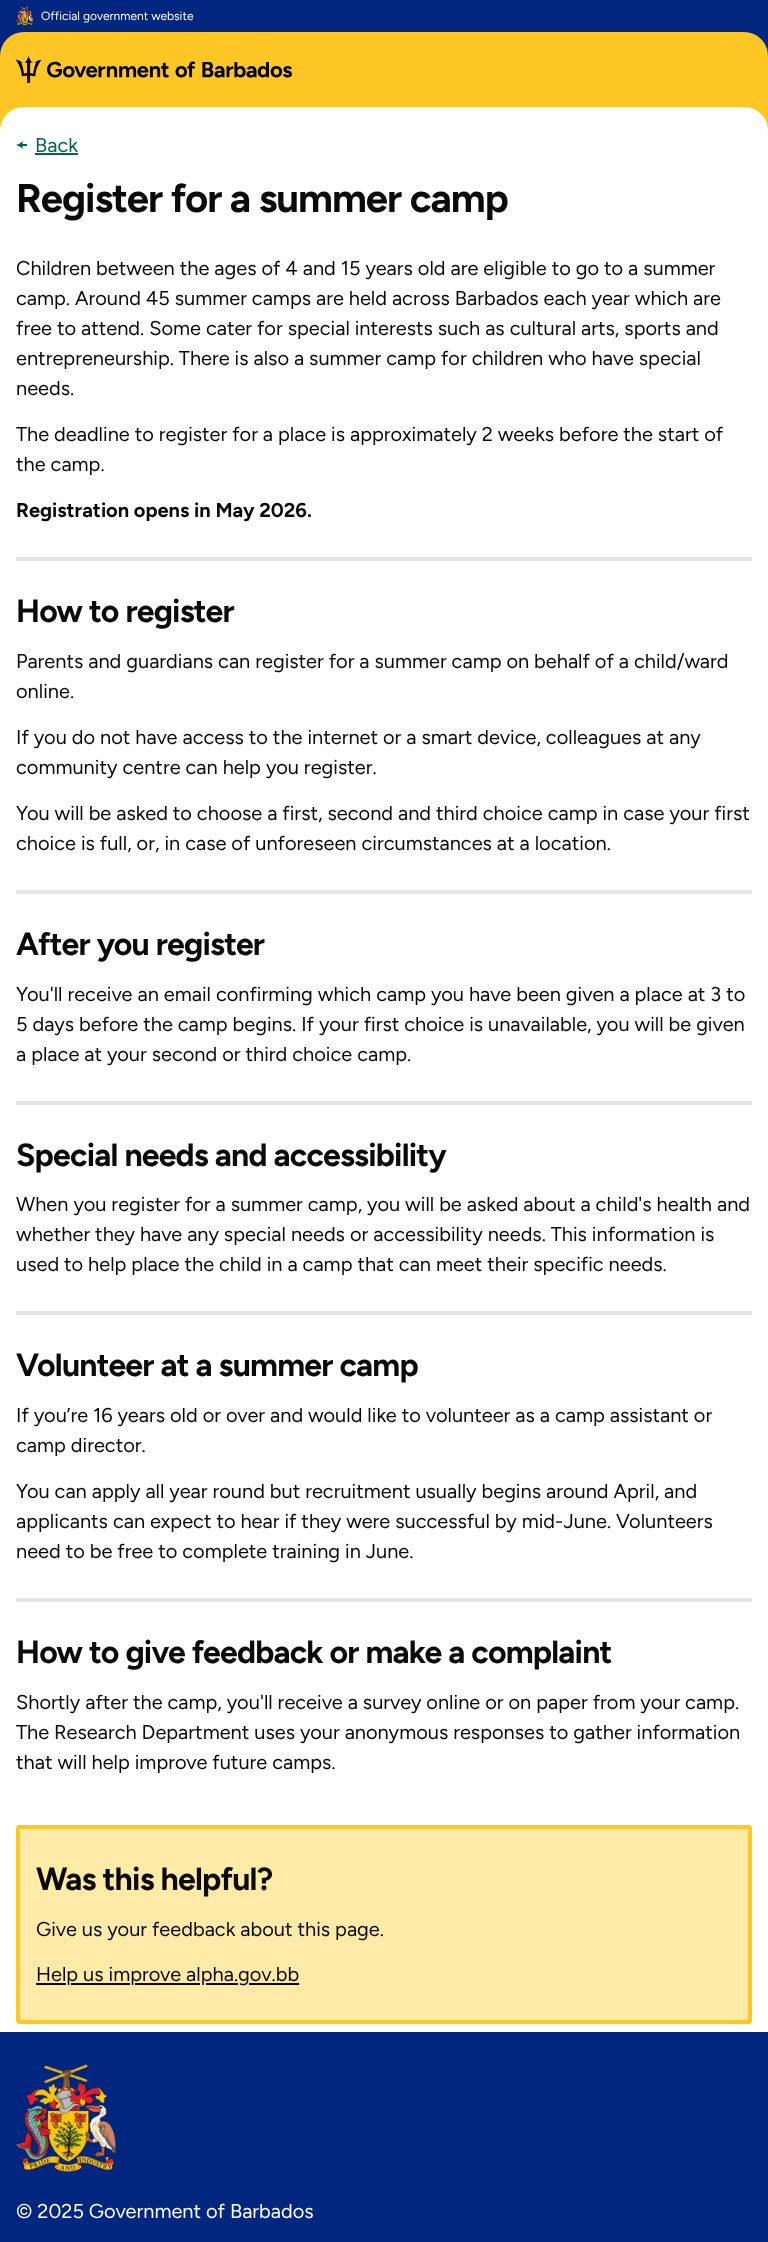 Official government website
Government of Barbados
Back
Register for a summer camp
Children between the ages of 4 and 15 years old are eligible to go to a summer
camp. Around 45 summer camps are held across Barbados each year which are
free to attend. Some cater for special interests such as cultural arts, sports and
entrepreneurship. There is also a summer camp for children who have special
needs.
The deadline to register for a place is approximately 2 weeks before the start of
the camp.
Registration opens in May 2026.
How to register
Parents and guardians can register for a summer camp on behalf of a child/ward
online.
If you do not have access to the internet or a smart device, colleagues at any
community centre can help you register.
You will be asked to choose a first, second and third choice camp in case your first
choice is full, or, in case of unforeseen circumstances at a location.
After you register
You'll receive an email confirming which camp you have been given a place at 3 to
5 days before the camp begins. If your first choice is unavailable, you will be given
a place at your second or third choice camp.
Special needs and accessibility
When you register for a summer camp, you will be asked about a child's health and
whether they have any special needs or accessibility needs. This information is
used to help place the child in a camp that can meet their specific needs.
Volunteer at a summer camp
If you’re 16 years old or over and would like to volunteer as a camp assistant or
camp director.
You can apply all year round but recruitment usually begins around April, and
applicants can expect to hear if they were successful by mid-June. Volunteers
need to be free to complete training in June.
How to give feedback or make a complaint
Shortly after the camp, you'll receive a survey online or on paper from your camp.
The Research Department uses your anonymous responses to gather information
that will help improve future camps.
Was this helpful?
Give us your feedback about this page.
Help us improve alpha.gov.bb
PRIDE AND INDUSTRY
© 2025 Government of Barbados